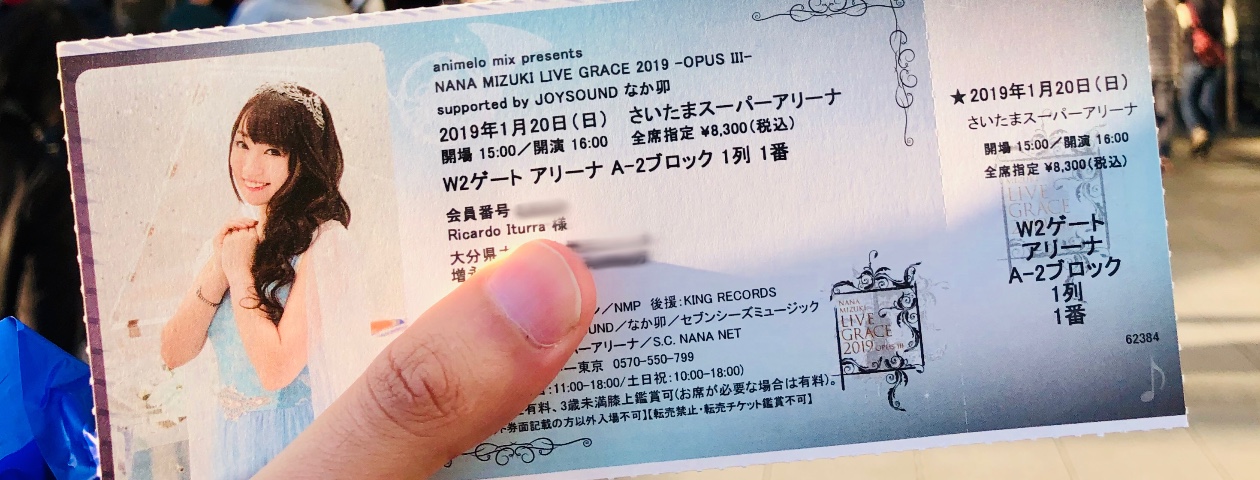 animelo mix presents
NANA MIZUKI LIVE GRACE 2019 -OPUS III-
supported by JOYSOUND なか卯
2019年1月20日(日) さいたまスーパーアリーナ
開場 15:00／開演 16:00 全席指定 ¥8,300(税込)
W2ゲート アリーナ A-2ブロック 1列 1番
会員番号
Ricardo Iturra 様
大分県
増
／NMP 後援:KING RECORDS
OUND／なか卯／セブンシーズミュージック
ーアリーナ／S.C. NANA NET
ー東京 0570-550-799
:11:00-18:00/土日祝:10:00-18:00)
有料、3歳未満膝上鑑賞可(お席が必要な場合は有料)。
券面記載の方以外入場不可】【転売禁止・転売チケット鑑賞不可】
NANA
MIZUKI
LIVE
GRACE
2019 OPUS III
★2019年1月20日(日)
さいたまスーパーアリーナ
開場 15:00／開演 16:00
全席指定 ¥8,300(税込)
LIVE
GRACE
W2ゲート
アリーナ
A-2ブロック
1列
1番
62384